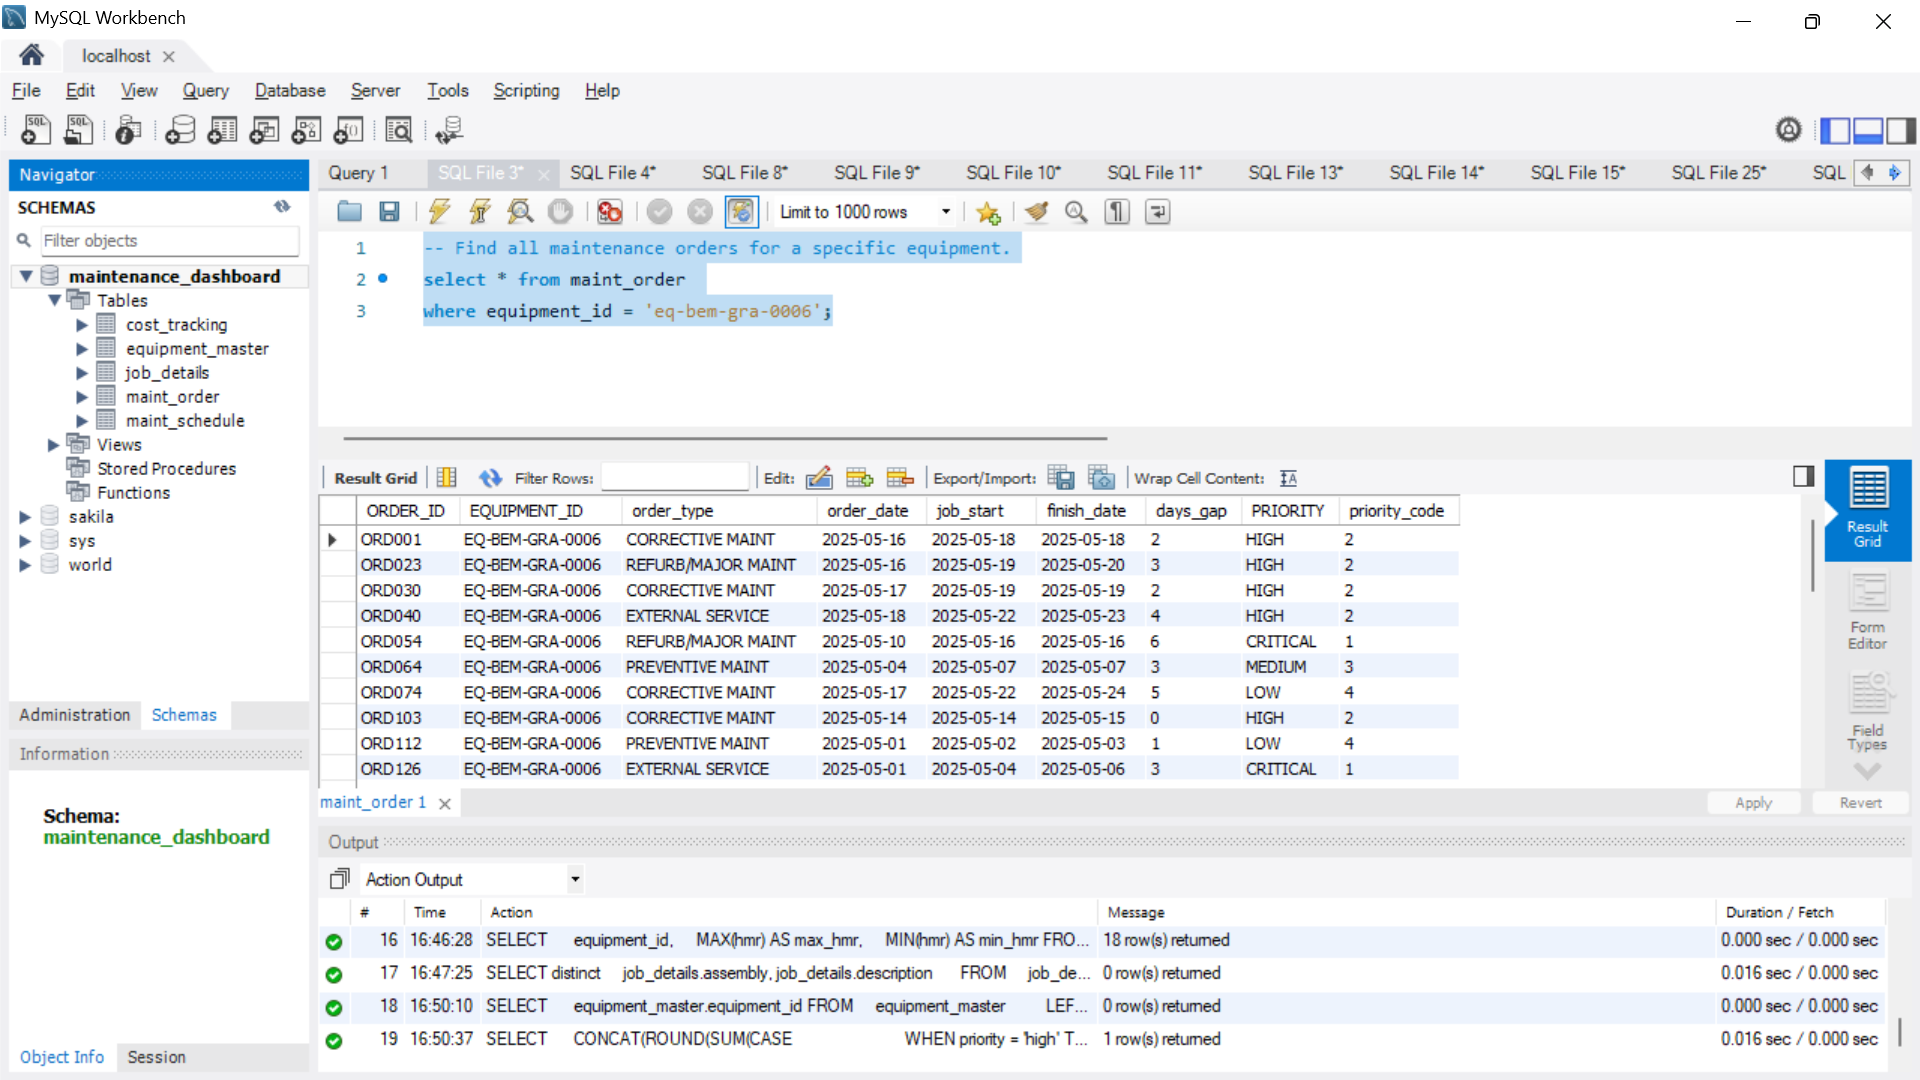 MySQL Workbench
localhost
File Edit View Query Database Server Tools Scripting Help
Navigator
SCHEMAS
Filter objects
maintenance_dashboard
Tables
cost_tracking
equipment_master
job_details
maint_order
maint_schedule
Views
Stored Procedures
Functions
sakila
sys
world
Administration Schemas
Information
Schema:
maintenance_dashboard
Object Info Session
Query 1 SQL File 3* SQL File 4* SQL File 8* SQL File 9* SQL File 10* SQL File 11* SQL File 13* SQL File 14* SQL File 15* SQL File 25* SQL
Limit to 1000 rows
1 -- Find all maintenance orders for a specific equipment.
2 select * from maint_order
3 where equipment_id = 'eq-bem-gra-0006';
Result Grid Filter Rows: Edit: Export/Import: Wrap Cell Content:
ORDER_ID EQUIPMENT_ID order_type order_date job_start finish_date days_gap PRIORITY priority_code
ORD001 EQ-BEM-GRA-0006 CORRECTIVE MAINT 2025-05-16 2025-05-18 2025-05-18 2 HIGH 2
ORD023 EQ-BEM-GRA-0006 REFURB/MAJOR MAINT 2025-05-16 2025-05-19 2025-05-20 3 HIGH 2
ORD030 EQ-BEM-GRA-0006 CORRECTIVE MAINT 2025-05-17 2025-05-19 2025-05-19 2 HIGH 2
ORD040 EQ-BEM-GRA-0006 EXTERNAL SERVICE 2025-05-18 2025-05-22 2025-05-23 4 HIGH 2
ORD054 EQ-BEM-GRA-0006 REFURB/MAJOR MAINT 2025-05-10 2025-05-16 2025-05-16 6 CRITICAL 1
ORD064 EQ-BEM-GRA-0006 PREVENTIVE MAINT 2025-05-04 2025-05-07 2025-05-07 3 MEDIUM 3
ORD074 EQ-BEM-GRA-0006 CORRECTIVE MAINT 2025-05-17 2025-05-22 2025-05-24 5 LOW 4
ORD103 EQ-BEM-GRA-0006 CORRECTIVE MAINT 2025-05-14 2025-05-14 2025-05-15 0 HIGH 2
ORD112 EQ-BEM-GRA-0006 PREVENTIVE MAINT 2025-05-01 2025-05-02 2025-05-03 1 LOW 4
ORD126 EQ-BEM-GRA-0006 EXTERNAL SERVICE 2025-05-01 2025-05-04 2025-05-06 3 CRITICAL 1
Result
Grid
Form
Editor
Field
Types
maint_order 1
Apply Revert
Output
Action Output
# Time Action Message Duration / Fetch
16 16:46:28 SELECT equipment_id, MAX(hmr) AS max_hmr, MIN(hmr) AS min_hmr FRO... 18 row(s) returned 0.000 sec / 0.000 sec
17 16:47:25 SELECT distinct job_details.assembly, job_details.description FROM job_de... 0 row(s) returned 0.016 sec / 0.000 sec
18 16:50:10 SELECT equipment_master.equipment_id FROM equipment_master LEF... 0 row(s) returned 0.000 sec / 0.000 sec
19 16:50:37 SELECT CONCAT(ROUND(SUM(CASE WHEN priority = 'high' T... 1 row(s) returned 0.016 sec / 0.000 sec